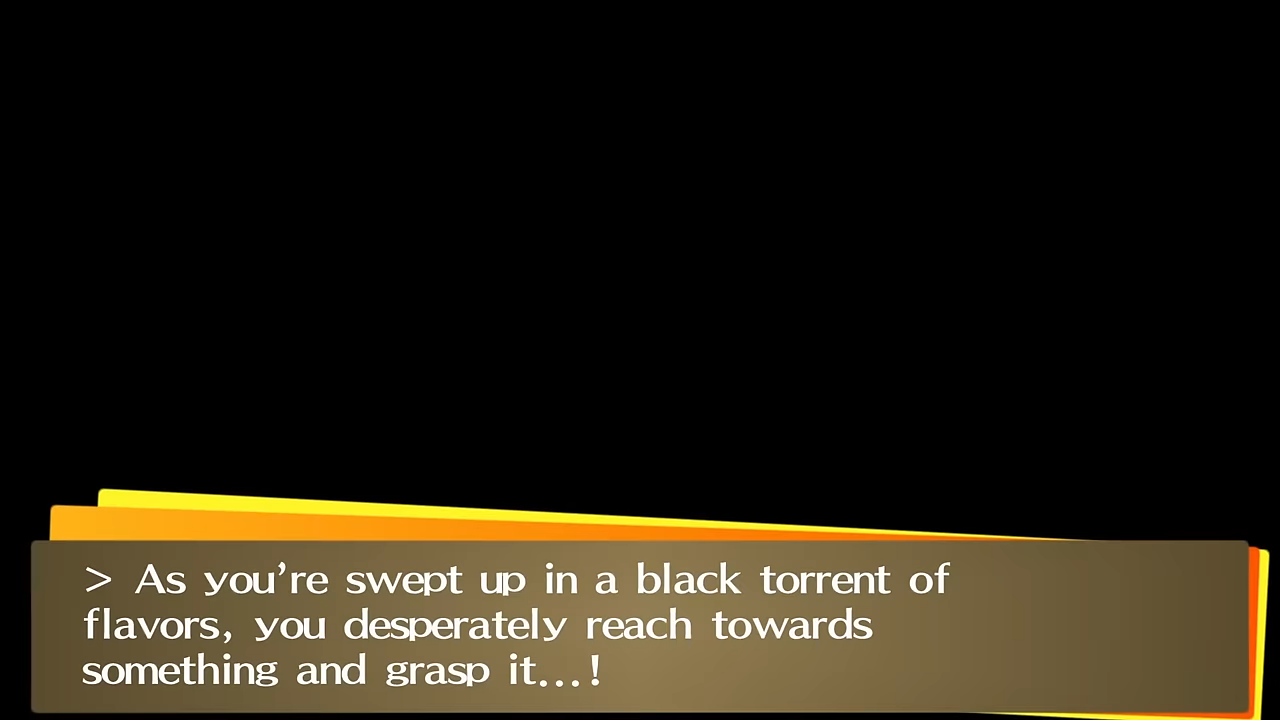 > As you're swept up in a black torrent of
flavors, you desperately reach towards
something and grasp it...!